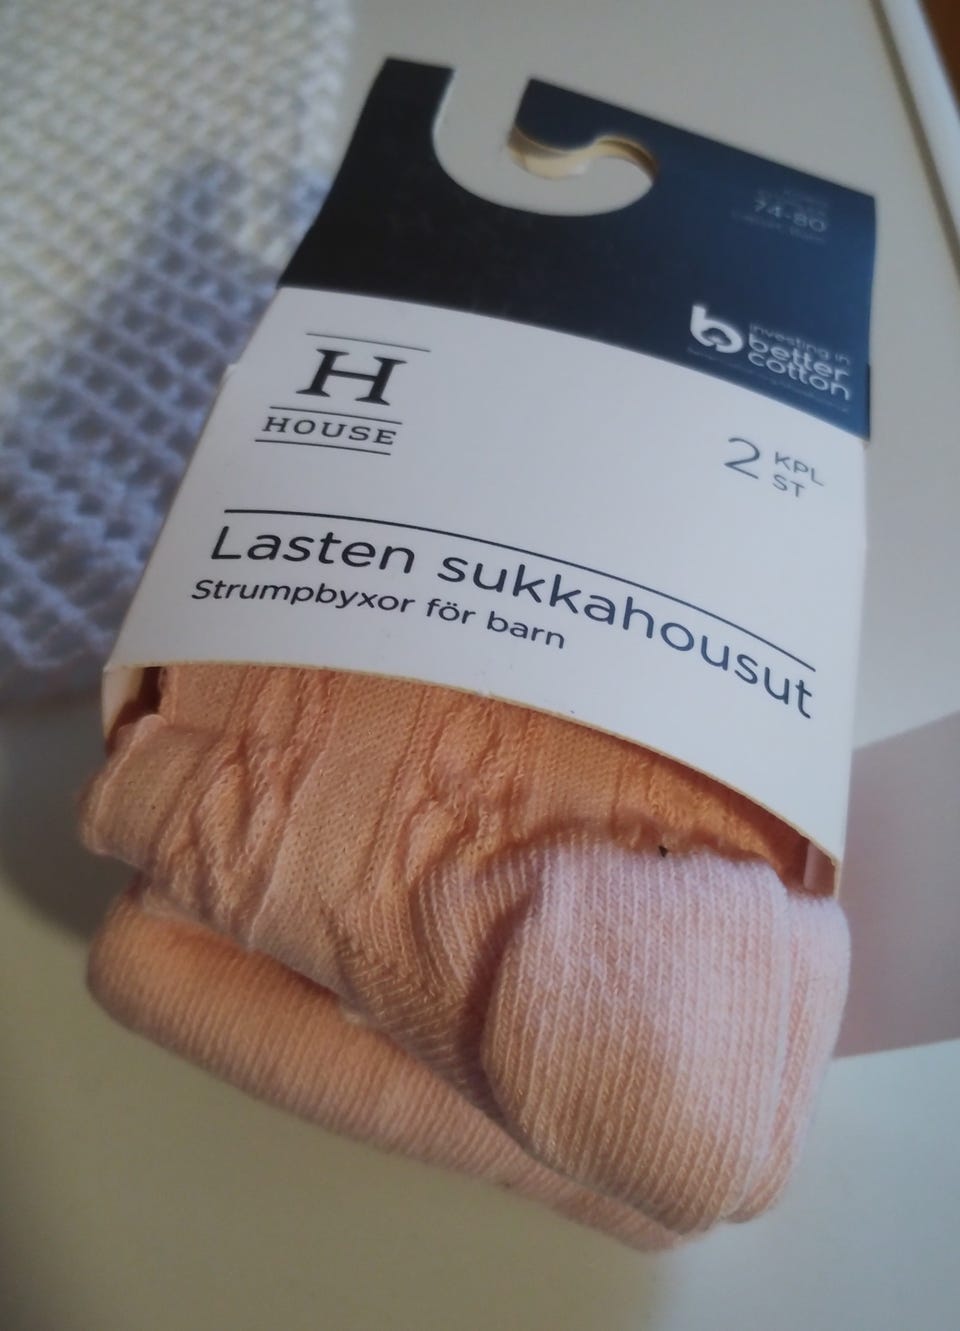 74-80
investing in
better
cotton
H
HOUSE
2 KPL
ST
Lasten sukkahousut
Strumpbyxor för barn